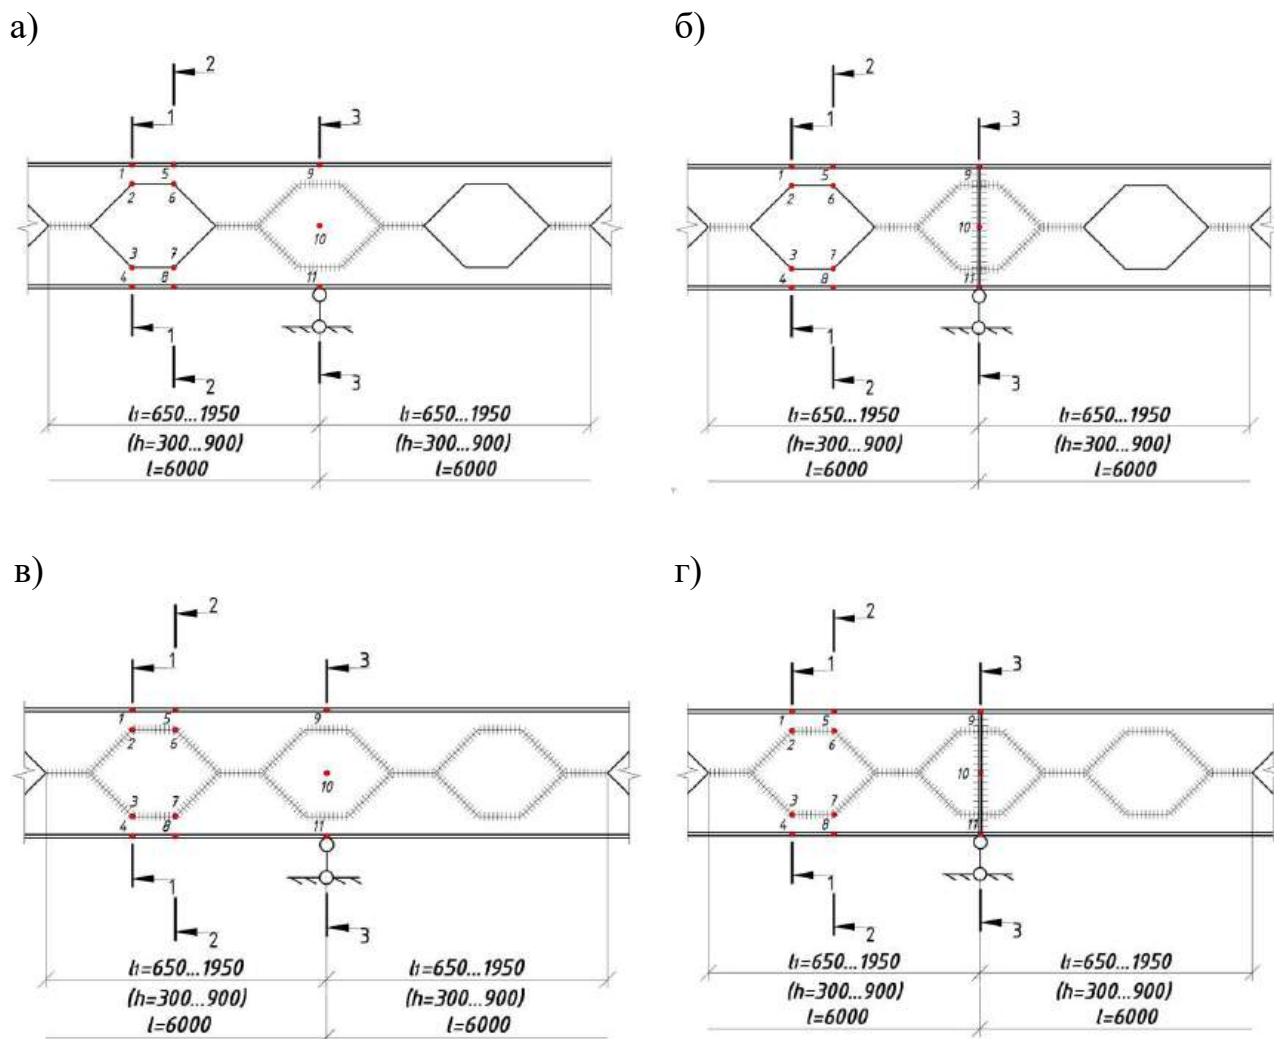 а)
2
1
3
1 5 9
2 6
10
3 7
4 8 11
1
2
3
l₁=650...1950 l₁=650...1950
(h=300...900) (h=300...900)
l=6000 l=6000
б)
2
1
3
1 5 9
2 6
10
3 7
4 8 11
1
2
3
l₁=650...1950 l₁=650...1950
(h=300...900) (h=300...900)
l=6000 l=6000
в)
2
1
3
1 5 9
2 6
10
3 7
4 8 11
1
2
3
l₁=650...1950 l₁=650...1950
(h=300...900) (h=300...900)
l=6000 l=6000
г)
2
1
3
1 5 9
2 6
10
3 7
4 8 11
1
2
3
l₁=650...1950 l₁=650...1950
(h=300...900) (h=300...900)
l=6000 l=6000